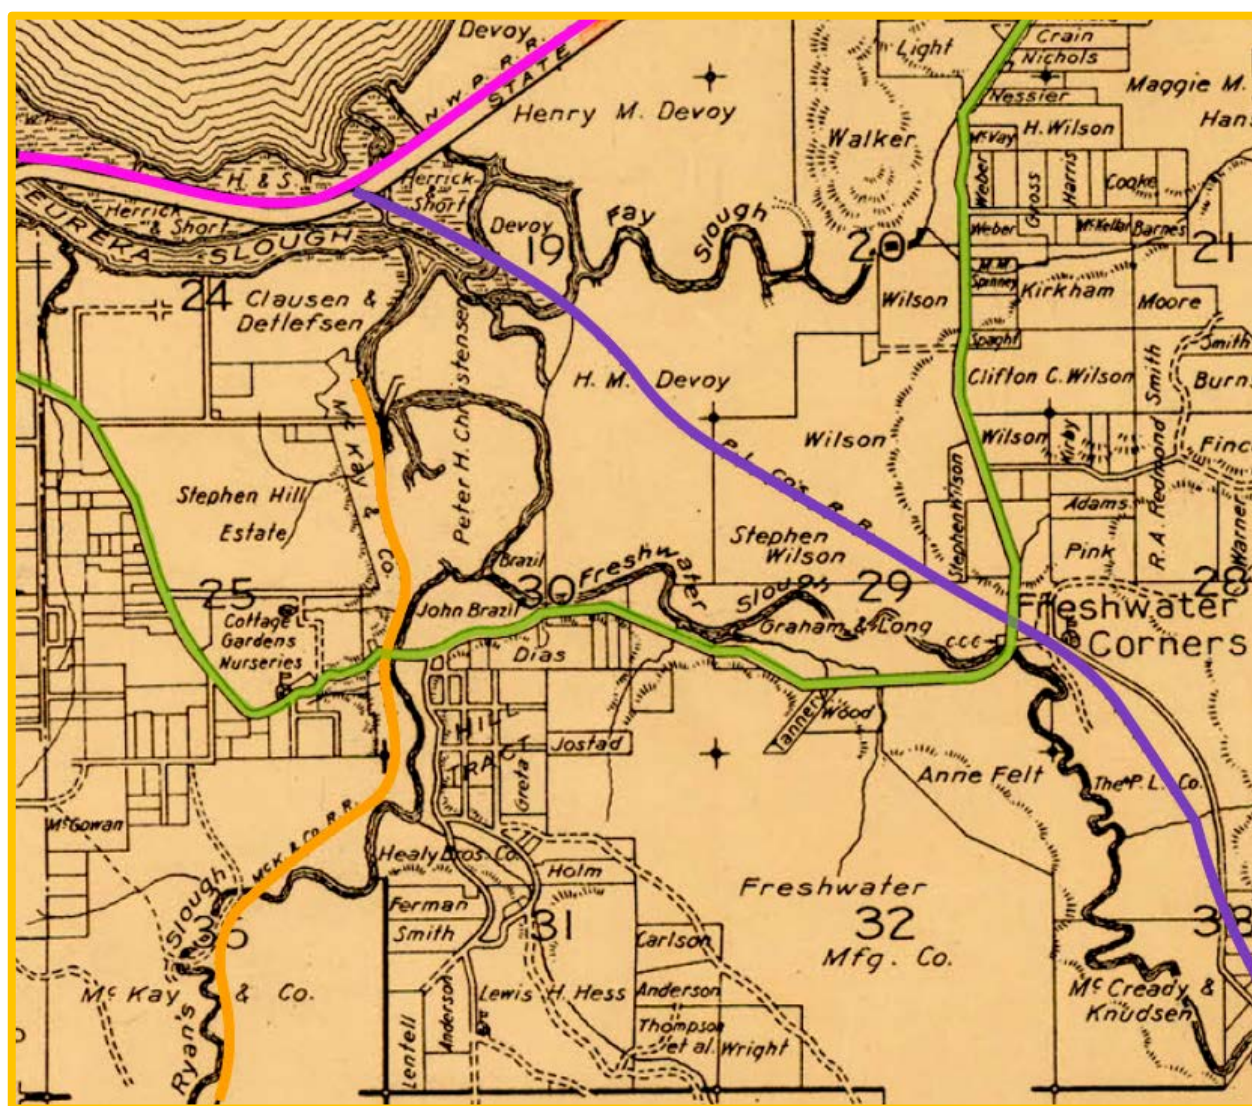 Devoy
N. W. P. R. R.
STATE
Henry M. Devoy
Light
Crain
Nichols
Nessier
Maggie M.
Hans
Walker
McVay
H. Wilson
Weber
Gross
Harris
Cooke
H. & S.
Herrick
& Short
Herrick
& Short
EUREKA SLOUGH
Devoy
19
Fay
Slough
20
Weber
McKellar
Barnes
21
24
Clausen &
Detlefsen
M. M.
Spinney
Wilson
Kirkham
Moore
Spaght
Smith
Peter H. Christensen
H. M. Devoy
Clifton C. Wilson
R. A. Redmond
Smith
Burns
McKay & Co.
Wilson
Wilson
Kirby
Finc
P. L. Co's R. R.
Stephen Hill
Estate
Stephen Wilson
Adams
Warner
Stephen
Wilson
Pink
Brazil
25
30
Freshwater
Slough
29
28
John Brazil
Graham & Long
Freshwater
Corners
Cottage
Gardens
Nurseries
Dias
C-C-C
HILL
TRACT
Jostad
Tanner
Wood
Greta
Anne Felt
The P. L. Co.
McGowan
McK. & Co. R. R.
Healy Bros. Co.
Holm
Freshwater
32
Mfg. Co.
Ferman
Smith
31
Carlson
Slough
36
McKay & Co.
Ryan's
Lentell
Anderson
Lewis H. Hess
Anderson
Thompson
et al.
Wright
McCready &
Knudsen